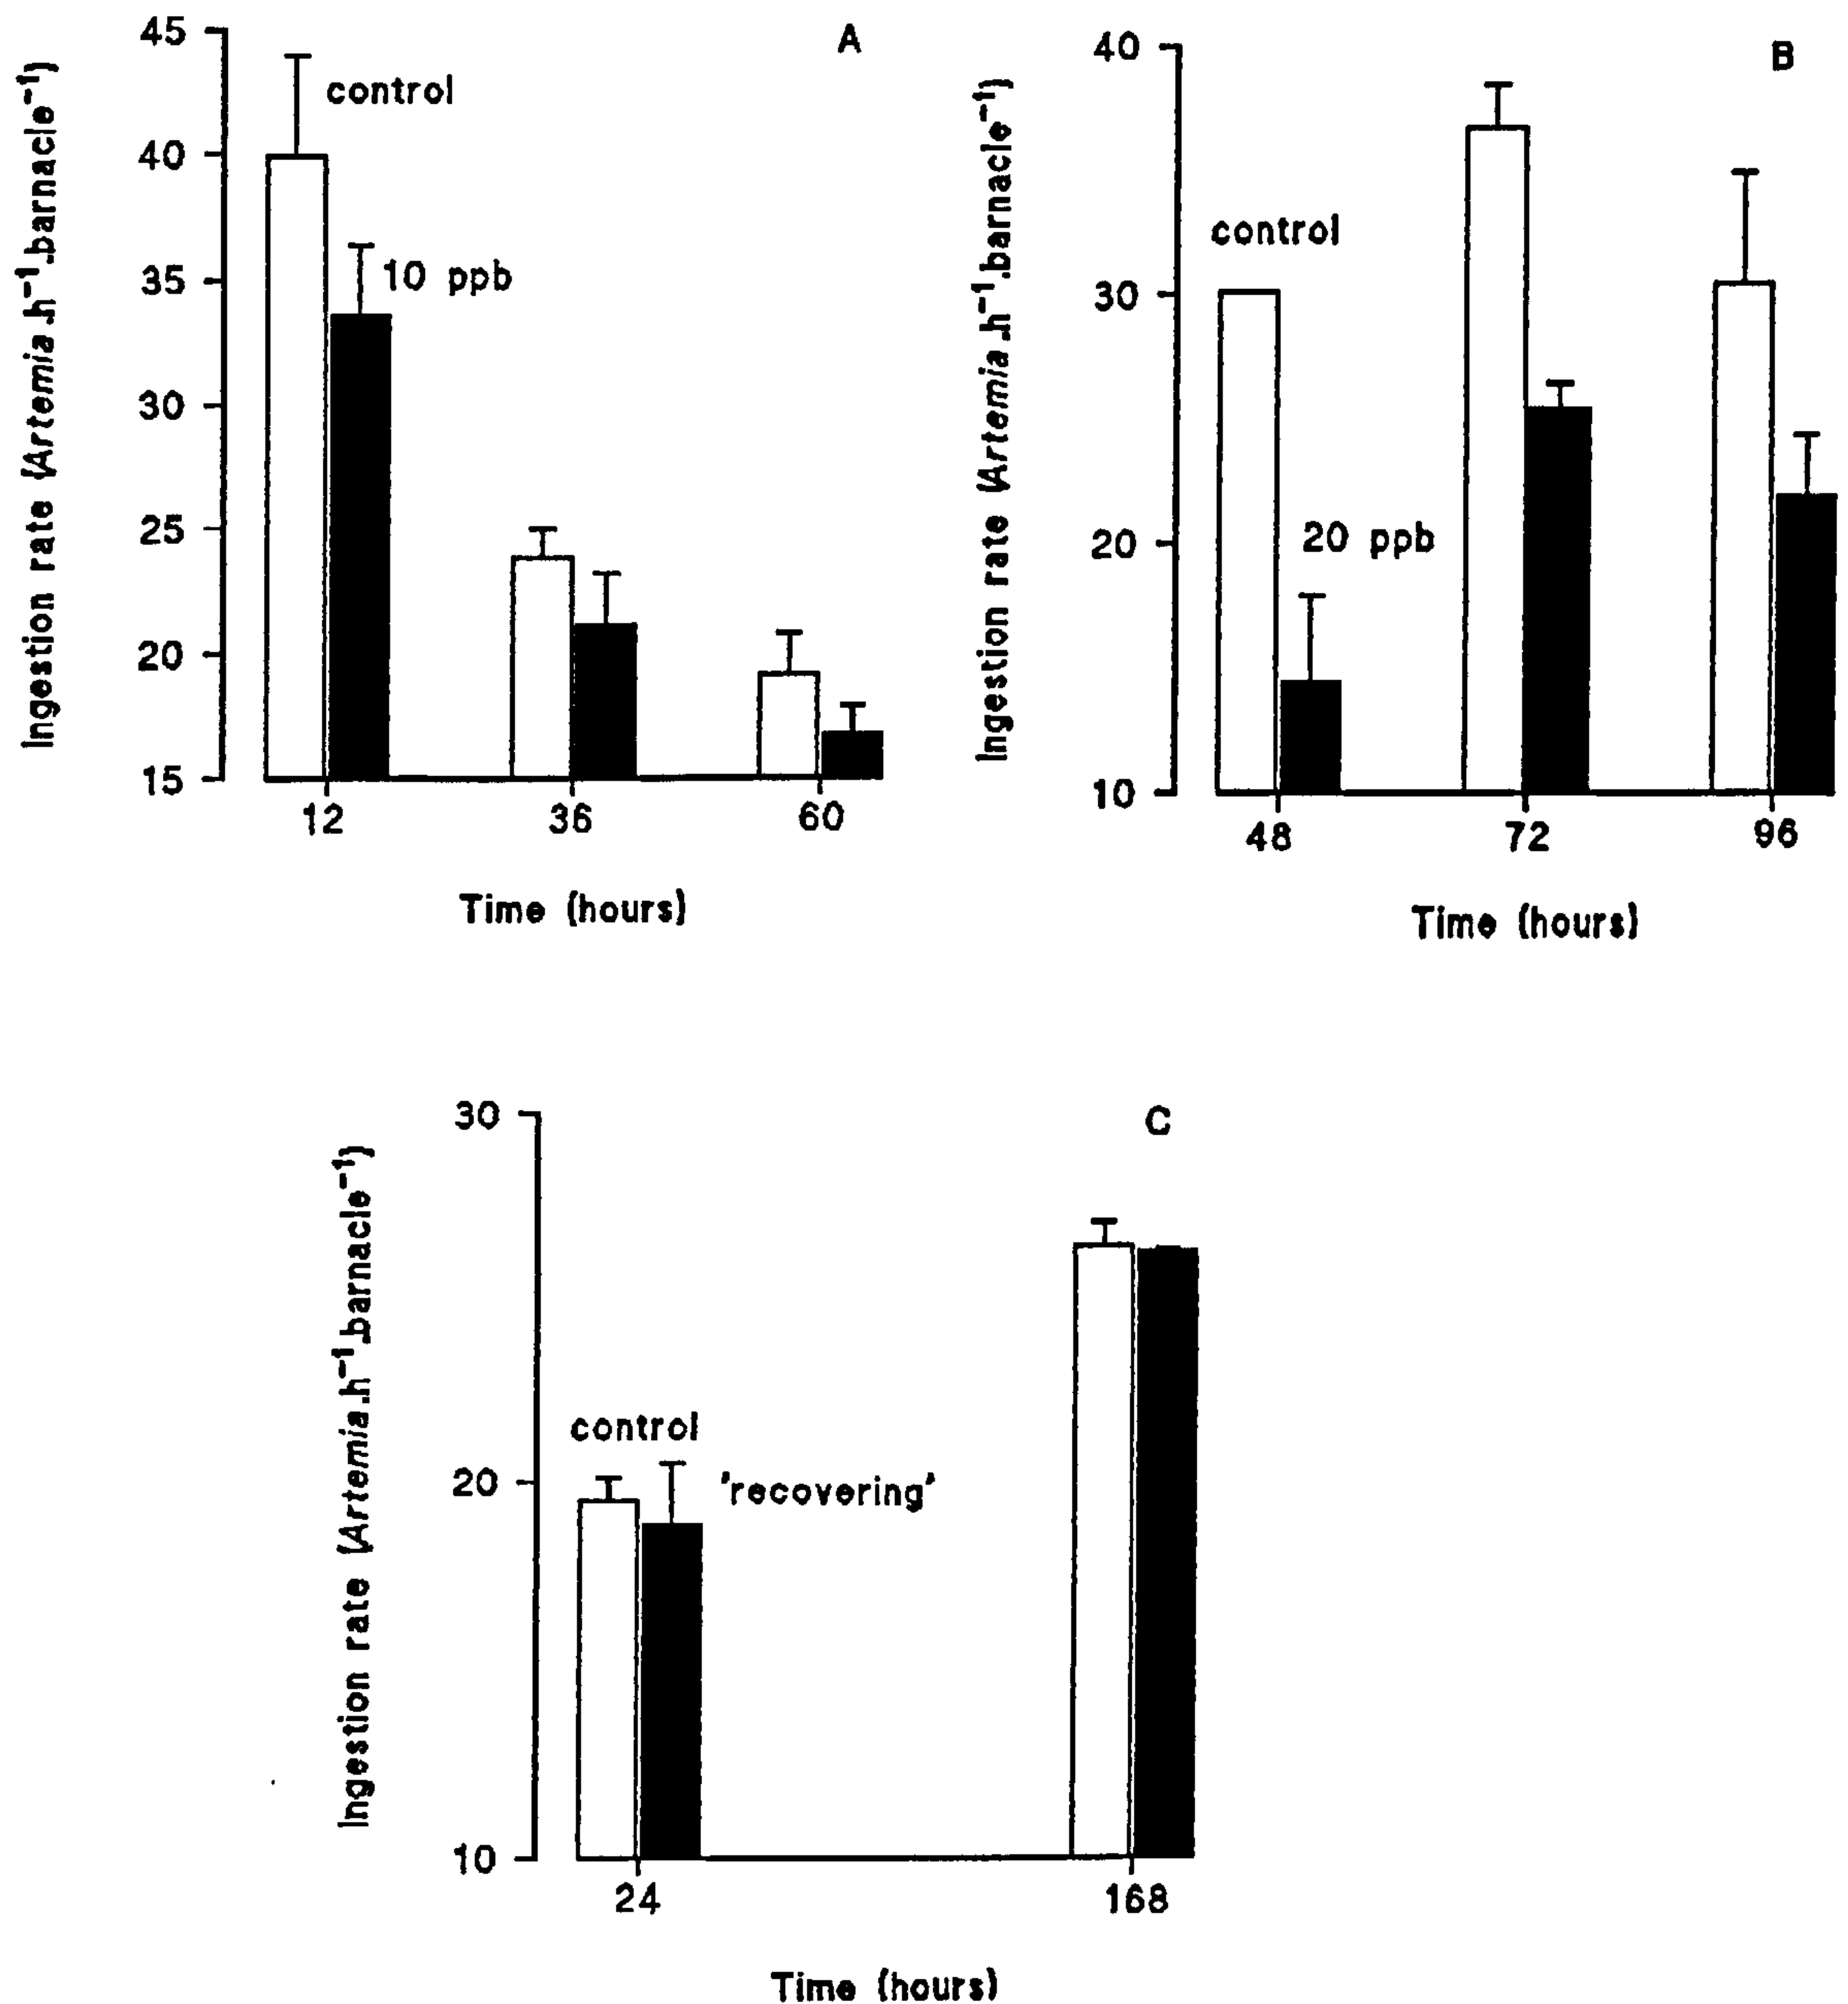 A
Ingestion rate (Artemia.h⁻¹.barnacle⁻¹)
45
40
35
30
25
20
15
control
10 ppb
12
36
60
Time (hours)
B
Ingestion rate (Artemia.h⁻¹.barnacle⁻¹)
40
30
20
10
control
20 ppb
48
72
96
Time (hours)
C
Ingestion rate (Artemia.h⁻¹.barnacle⁻¹)
30
20
10
control
'recovering'
24
168
Time (hours)